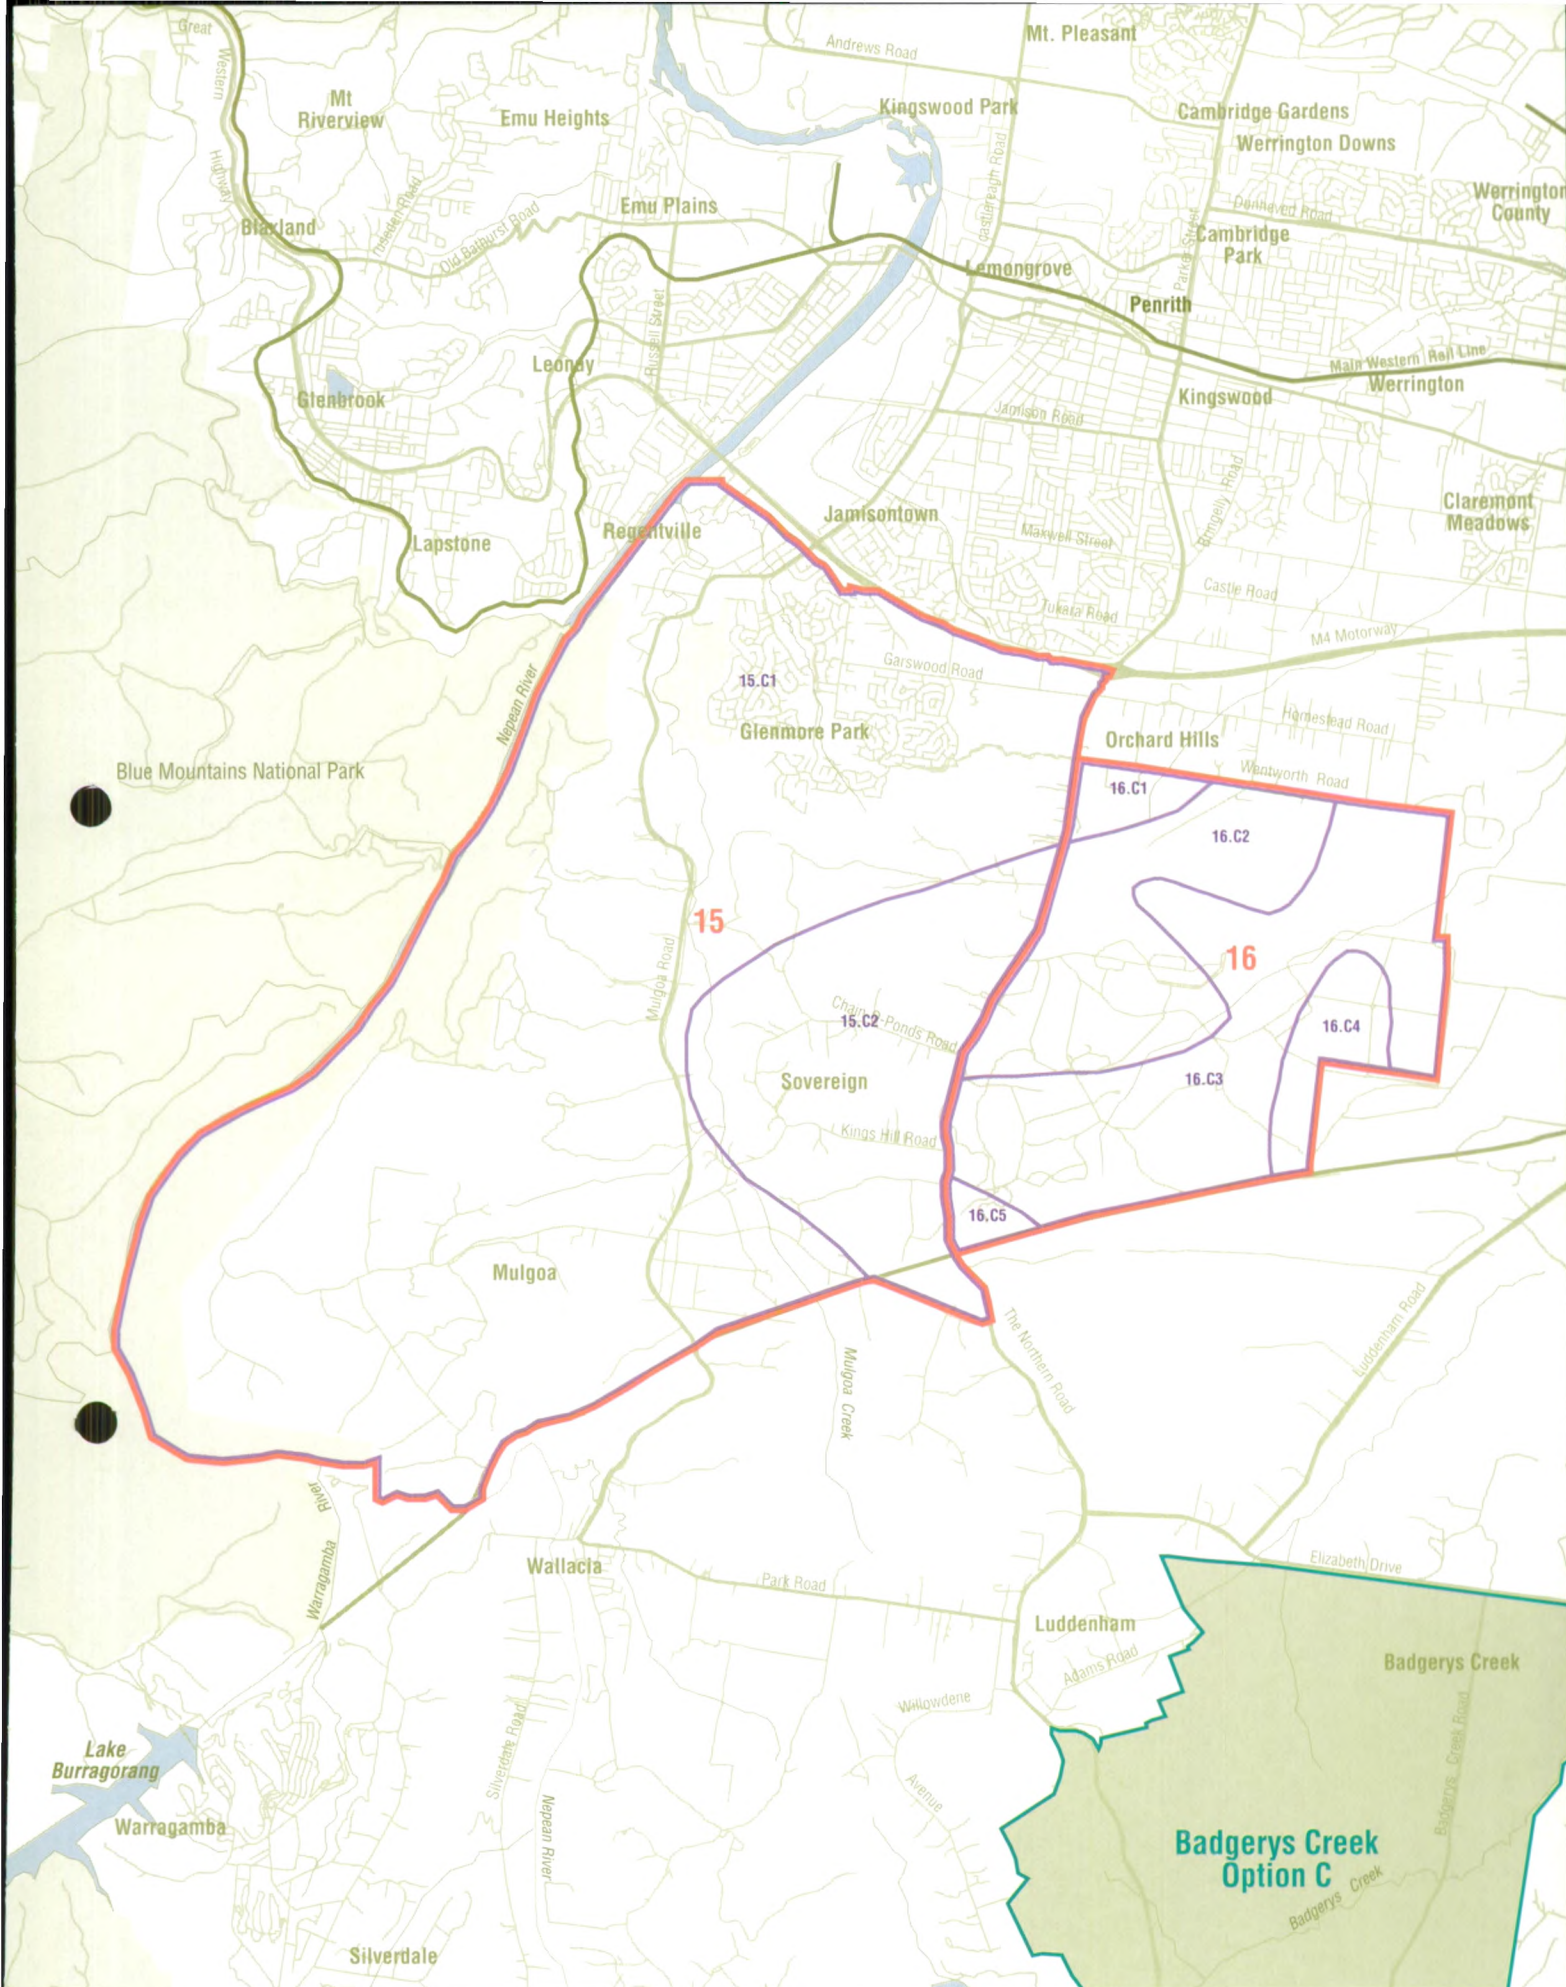 Great
Western
Highway
Mt
Riverview
Emu Heights
Andrews Road
Mt. Pleasant
Kingswood Park
Cambridge Gardens
Werrington Downs
Castlereagh Road
Werrington
County
Dunheved Road
Parker Street
Cambridge
Park
Blaxland
Old Bathurst Road
Emu Plains
Lemongrove
Penrith
Main Western Rail Line
Werrington
Kingswood
Russell Street
Leonay
Glenbrook
Jamison Road
Bringelly Road
Claremont
Meadows
Lapstone
Regentville
Jamisontown
Maxwell Street
Castle Road
Tukara Road
M4 Motorway
Nepean River
15.C1
Garswood Road
Glenmore Park
Orchard Hills
Homestead Road
Wentworth Road
Blue Mountains National Park
16.C1
16.C2
15
16
Mulgoa Road
Chain-O-Ponds Road
15.C2
16.C4
Sovereign
16.C3
Kings Hill Road
16.C5
Mulgoa
The Northern Road
Luddenham Road
Mulgoa Creek
Warragamba
River
Wallacia
Park Road
Elizabeth Drive
Luddenham
Adams Road
Badgerys Creek
Willowdene
Avenue
Silverdale Road
Nepean River
Badgerys Creek Road
Lake
Burragorang
Warragamba
Badgerys Creek
Option C
Badgerys Creek
Silverdale